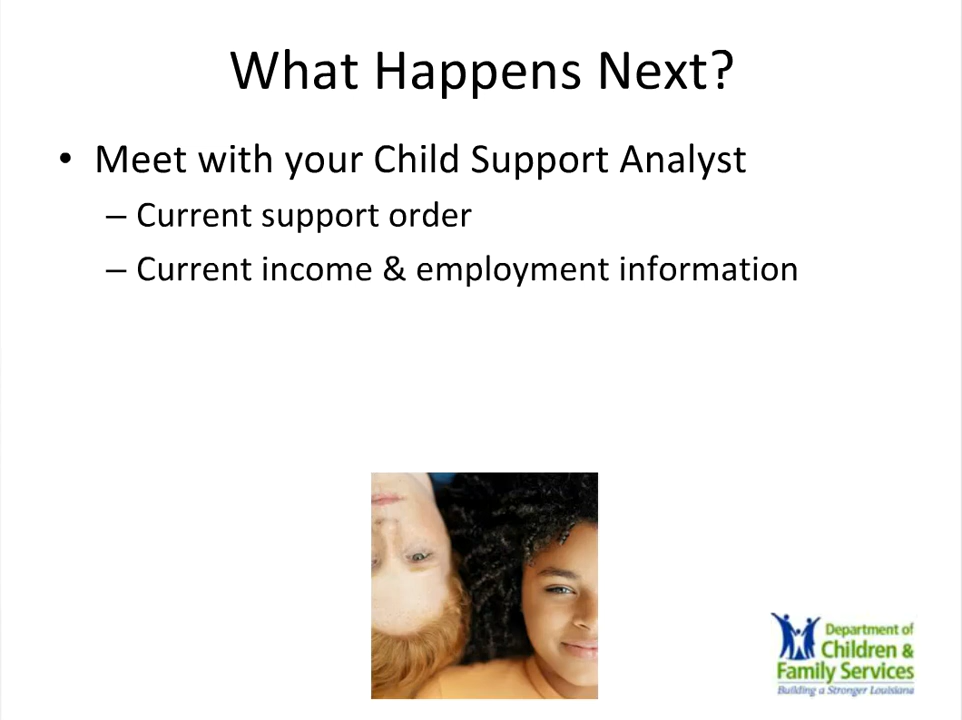 What Happens Next?
• Meet with your Child Support Analyst
– Current support order
– Current income & employment information
Department of
Children &
Family Services
Building a Stronger Louisiana